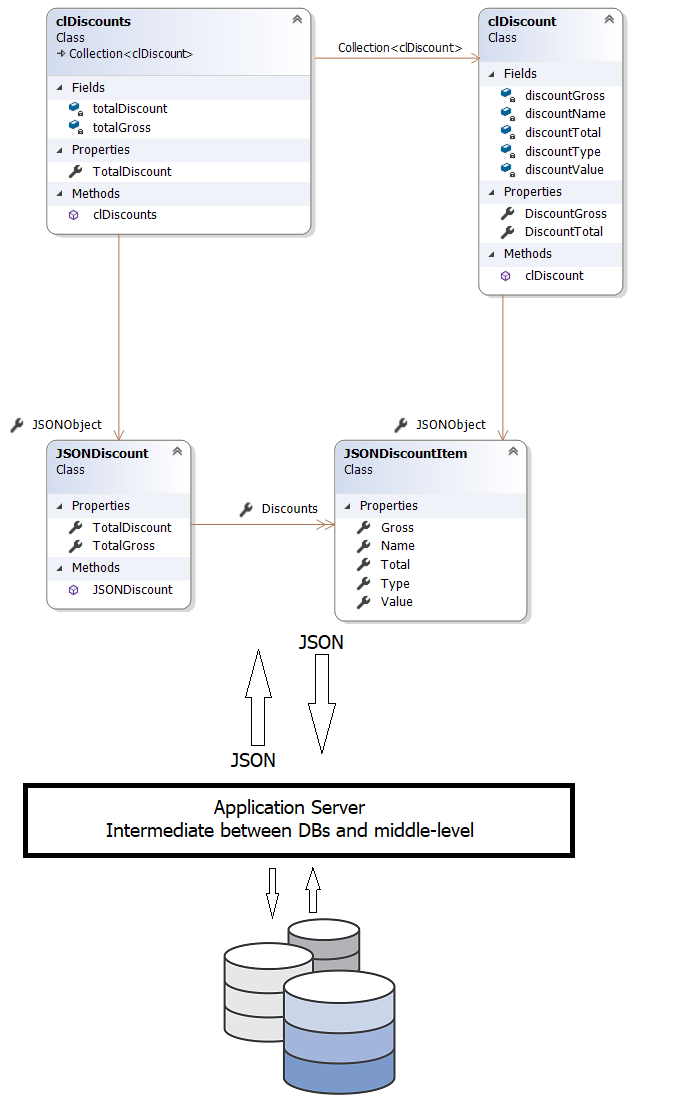 clDiscounts
Class
Collection<clDiscount>
Fields
totalDiscount
totalGross
Properties
TotalDiscount
Methods
clDiscounts
Collection<clDiscount>
clDiscount
Class
Fields
discountGross
discountName
discountTotal
discountType
discountValue
Properties
DiscountGross
DiscountTotal
Methods
clDiscount
JSONObject
JSONObject
JSONDiscount
Class
Properties
TotalDiscount
TotalGross
Methods
JSONDiscount
Discounts
JSONDiscountItem
Class
Properties
Gross
Name
Total
Type
Value
JSON
JSON
Application Server
Intermediate between DBs and middle-level